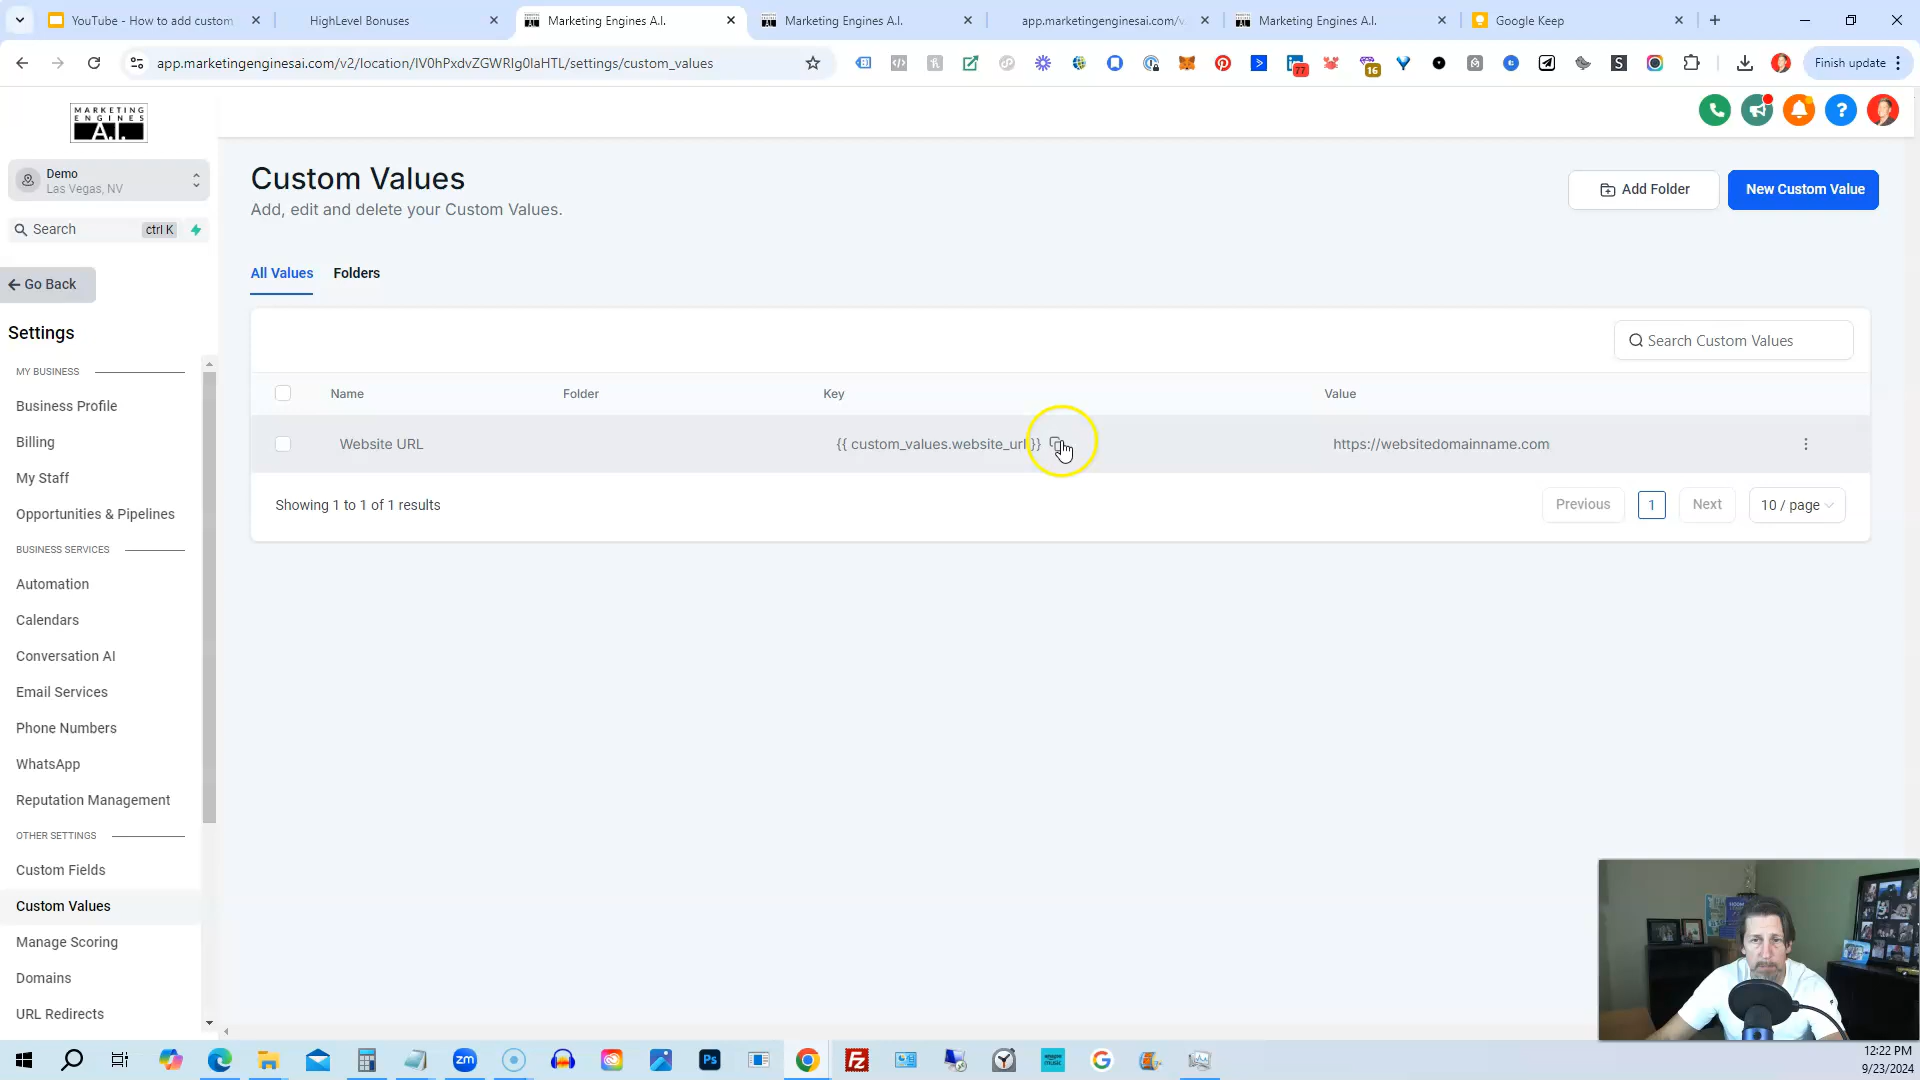 YouTube - How to add custom
HighLevel Bonuses
Marketing Engines A.I.
Marketing Engines A.I.
app.marketingenginesai.com/v
Marketing Engines A.I.
Google Keep
app.marketingenginesai.com/v2/location/IV0hPxdvZGWRIg0IaHTL/settings/custom_values
77
16
Finish update
MARKETING
ENGINES
A.I.
Demo
Las Vegas, NV
Search
ctrl K
Go Back
Settings
MY BUSINESS
Business Profile
Billing
My Staff
Opportunities & Pipelines
BUSINESS SERVICES
Automation
Calendars
Conversation AI
Email Services
Phone Numbers
WhatsApp
Reputation Management
OTHER SETTINGS
Custom Fields
Custom Values
Manage Scoring
Domains
URL Redirects
Custom Values
Add, edit and delete your Custom Values.
Add Folder
New Custom Value
All Values
Folders
Search Custom Values
Name
Folder
Key
Value
Website URL
{{ custom_values.website_url }}
https://websitedomainname.com
Showing 1 to 1 of 1 results
Previous
1
Next
10 / page
12:22 PM
9/23/2024